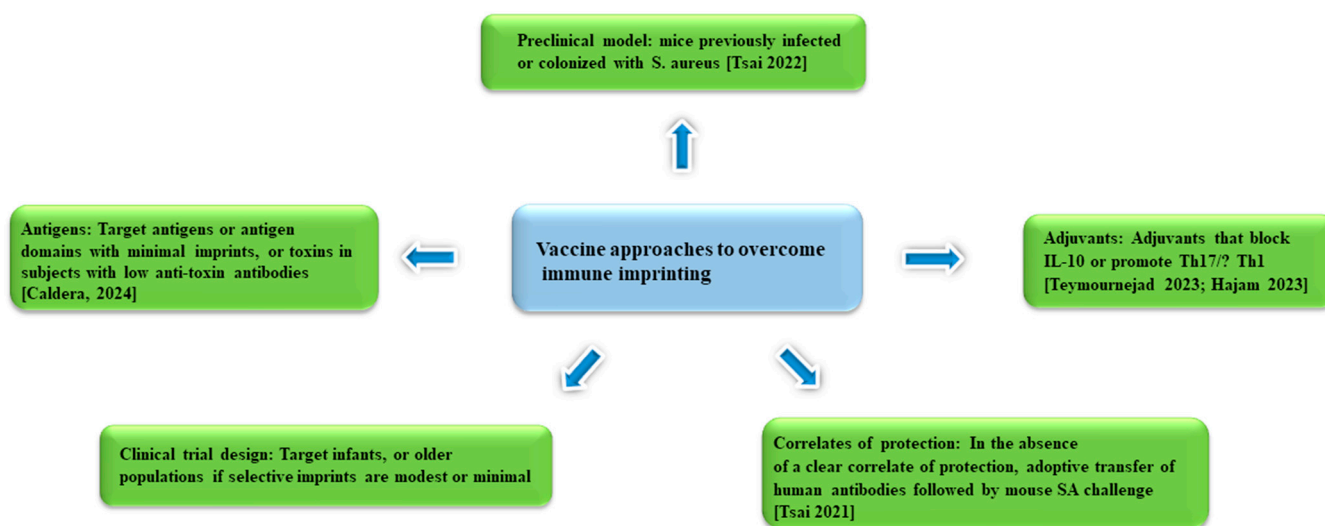 Preclinical model: mice previously infected
or colonized with S. aureus [Tsai 2022]
Antigens: Target antigens or antigen
domains with minimal imprints, or toxins in
subjects with low anti-toxin antibodies
[Caldera, 2024]
Vaccine approaches to overcome
immune imprinting
Adjuvants: Adjuvants that block
IL-10 or promote Th17/? Th1
[Teymournejad 2023; Hajam 2023]
Clinical trial design: Target infants, or older
populations if selective imprints are modest or minimal
Correlates of protection: In the absence
of a clear correlate of protection, adoptive transfer of
human antibodies followed by mouse SA challenge
[Tsai 2021]